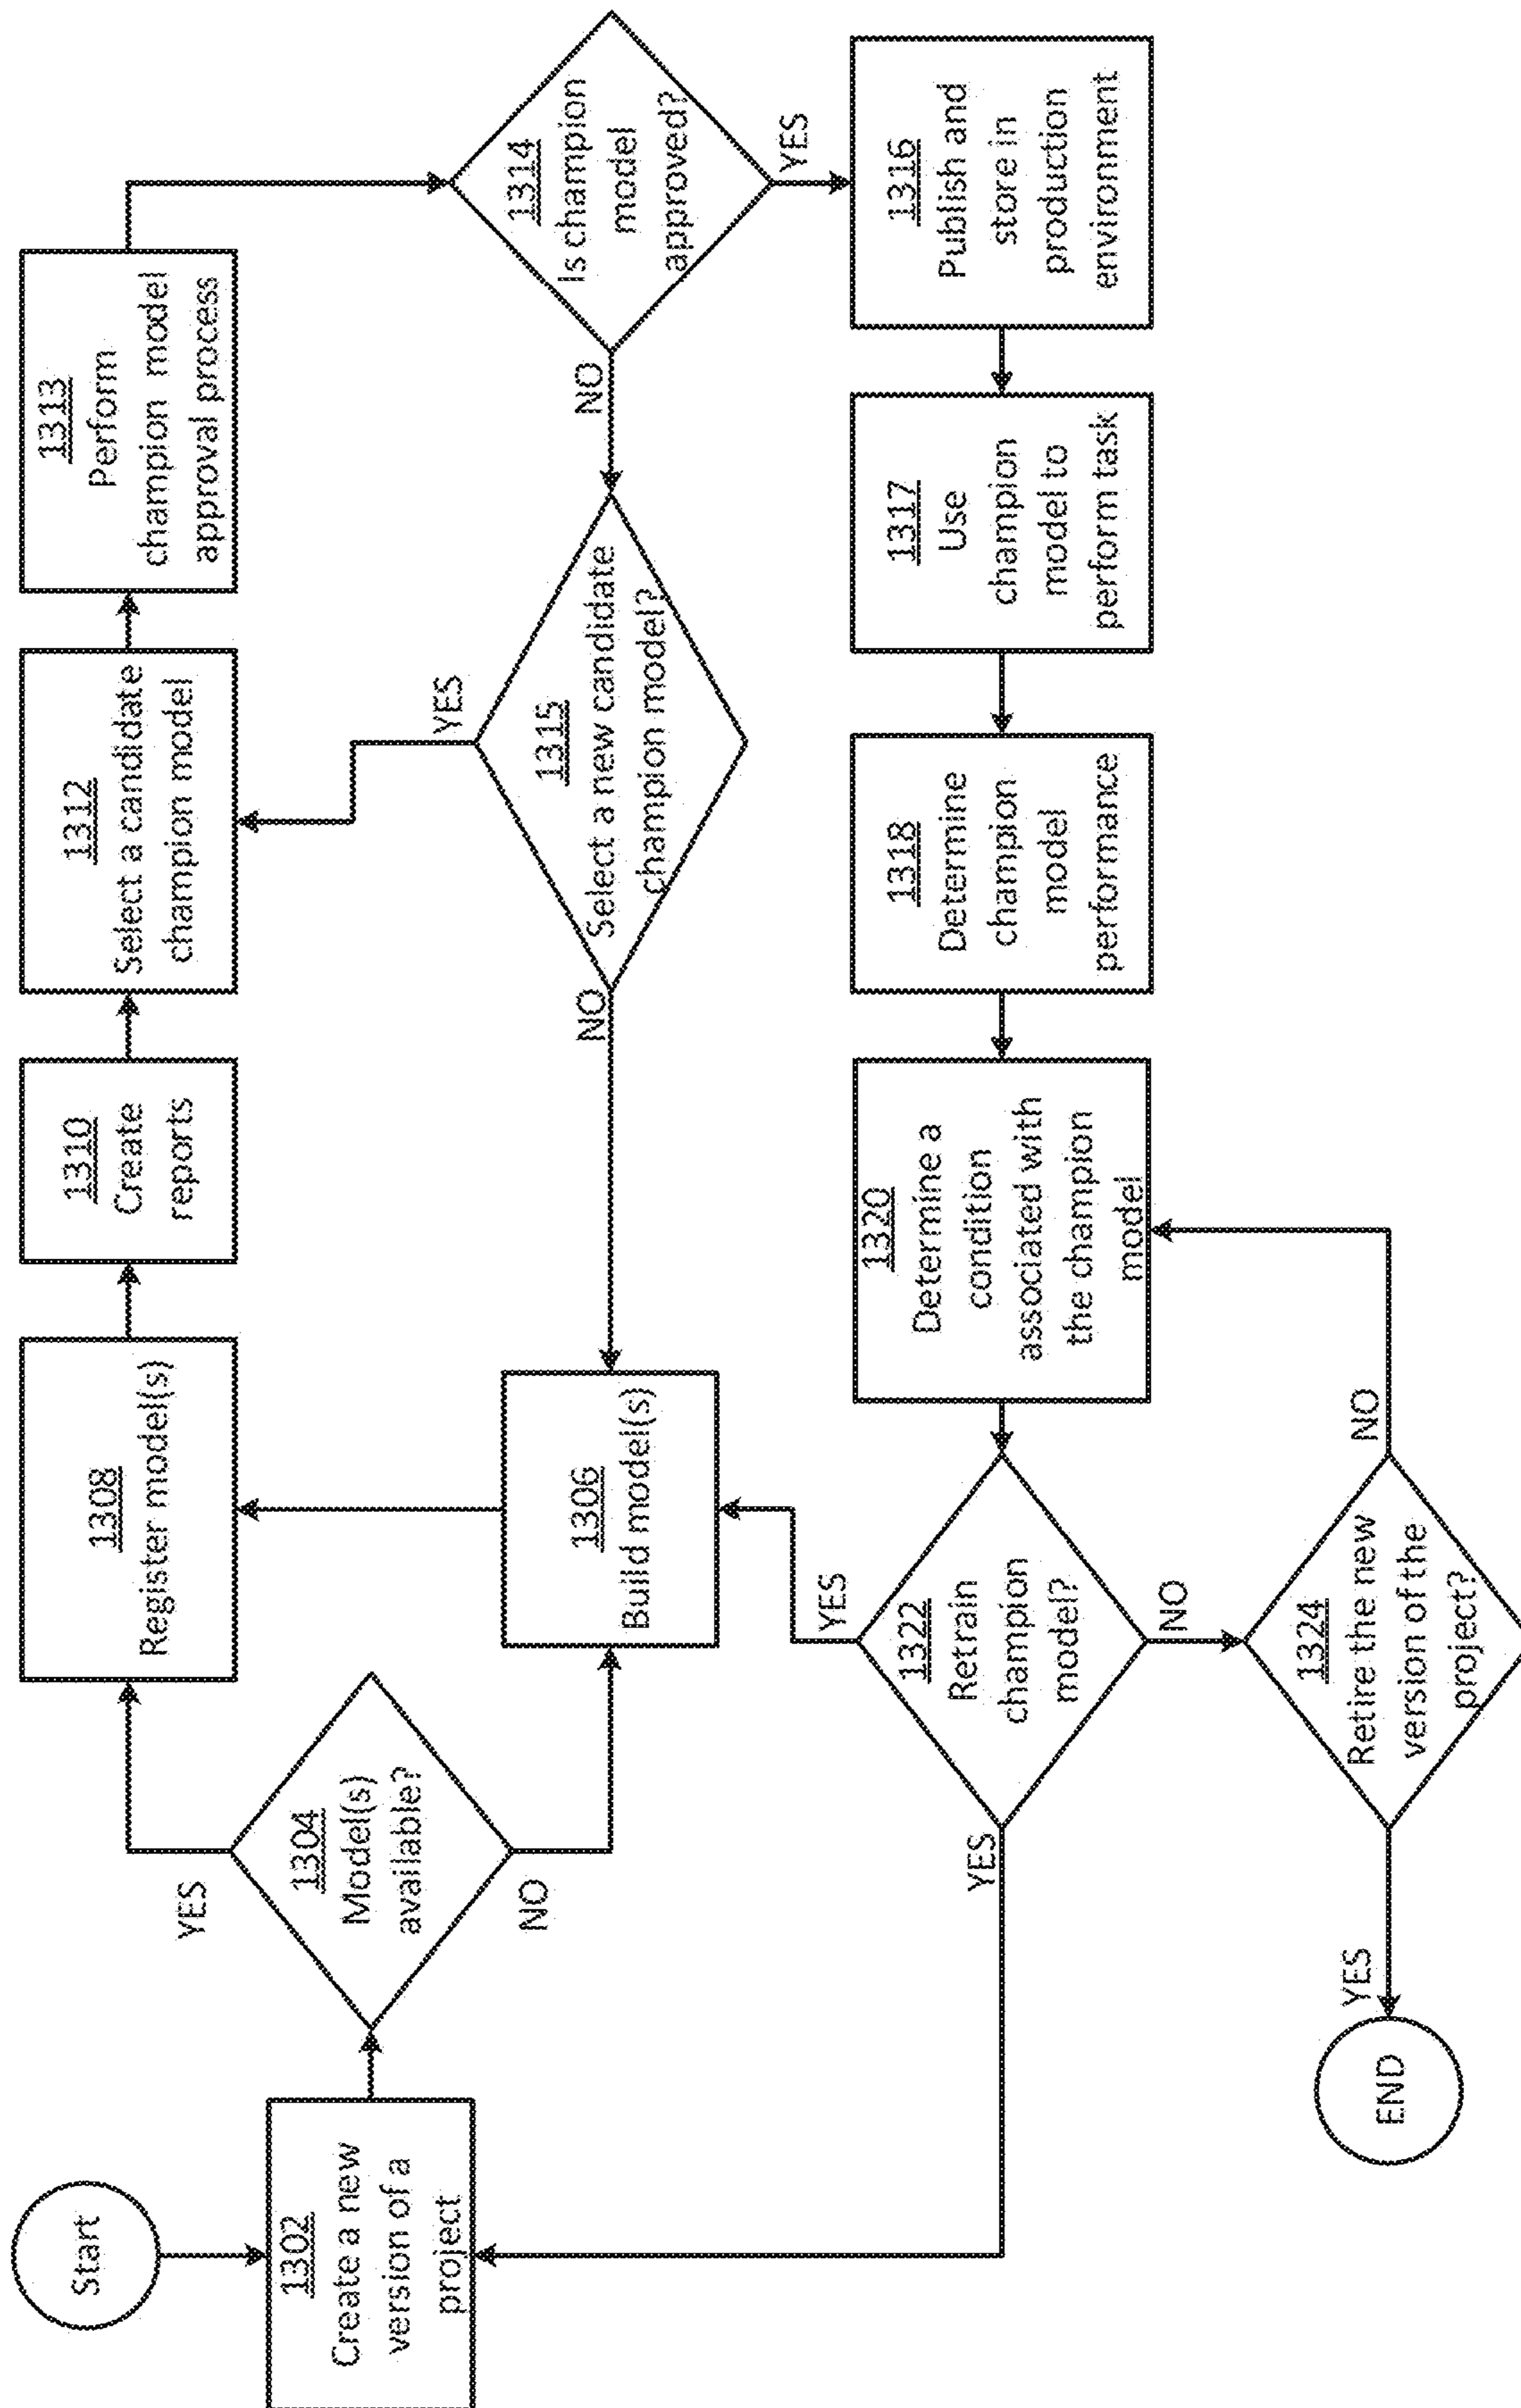 Start
1302
Create a new
version of a
project
1304
Model(s)
available?
YES
NO
1308
Register model(s)
1306
Build model(s)
1310
Create
reports
1312
Select a candidate
champion model
1313
Perform
champion model
approval process
1314
Is champion
model
approved?
NO
YES
1315
Select a new candidate
champion model?
YES
NO
1316
Publish and
store in
production
environment
1317
Use
champion
model to
perform task
1318
Determine
champion
model
performance
1320
Determine a
condition
associated with
the champion
model
1322
Retrain
champion
model?
YES
YES
NO
1324
Retire the new
version of the
project?
NO
YES
END